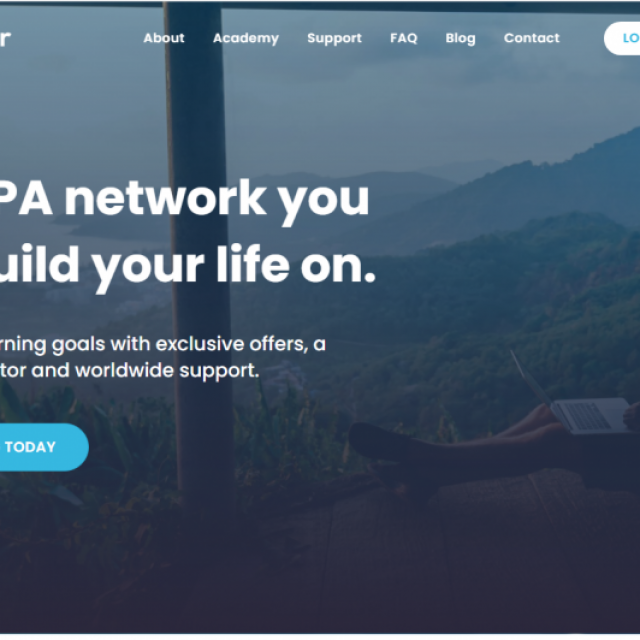 r About Academy Support FAQ Blog Contact LO
PA network you
uild your life on.
rning goals with exclusive offers, a
tor and worldwide support.
TODAY